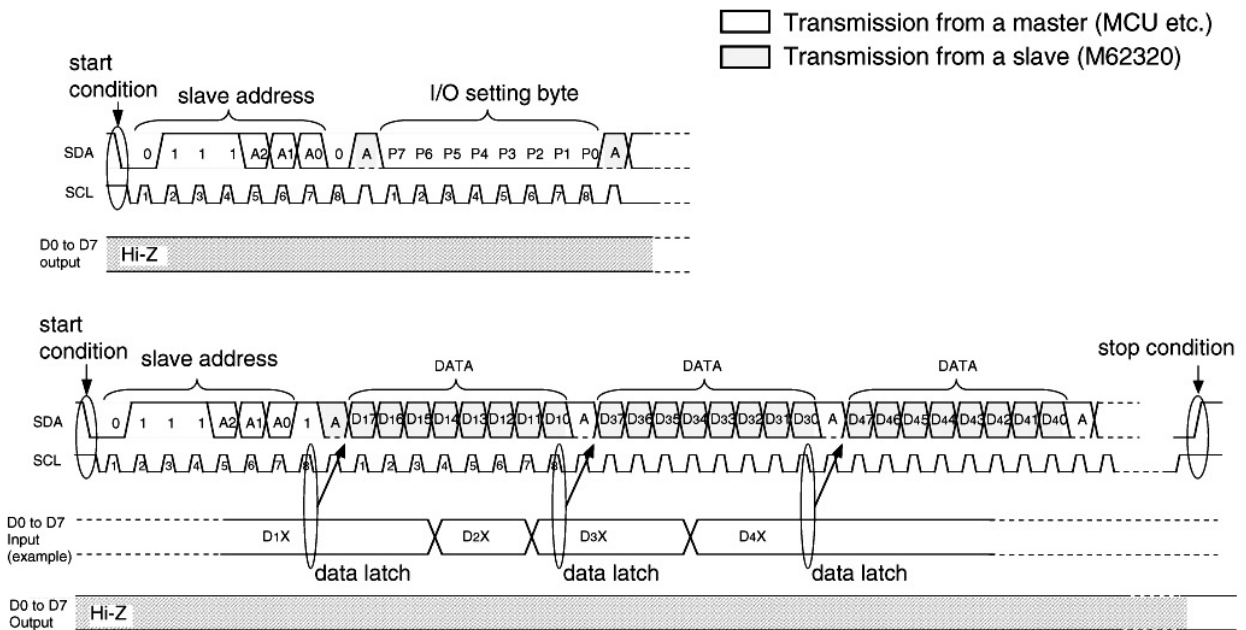 Transmission from a master (MCU etc.)
Transmission from a slave (M62320)
start
condition
slave address
I/O setting byte
SDA 0 1 1 1 A2 A1 A0 0 A P7 P6 P5 P4 P3 P2 P1 P0 A
SCL 1 2 3 4 5 6 7 8 1 2 3 4 5 6 7 8
D0 to D7
output
Hi-Z
start
condition
slave address
DATA
DATA
DATA
stop condition
SDA 0 1 1 1 A2 A1 A0 1 A D17 D16 D15 D14 D13 D12 D11 D10 A D37 D36 D35 D34 D33 D32 D31 D30 A D47 D46 D45 D44 D43 D42 D41 D40 A
SCL 1 2 3 4 5 6 7 8 1 2 3 4 5 6 7 8
D0 to D7
Input
(example)
D1X D2X D3X D4X
data latch data latch data latch
D0 to D7
Output
Hi-Z